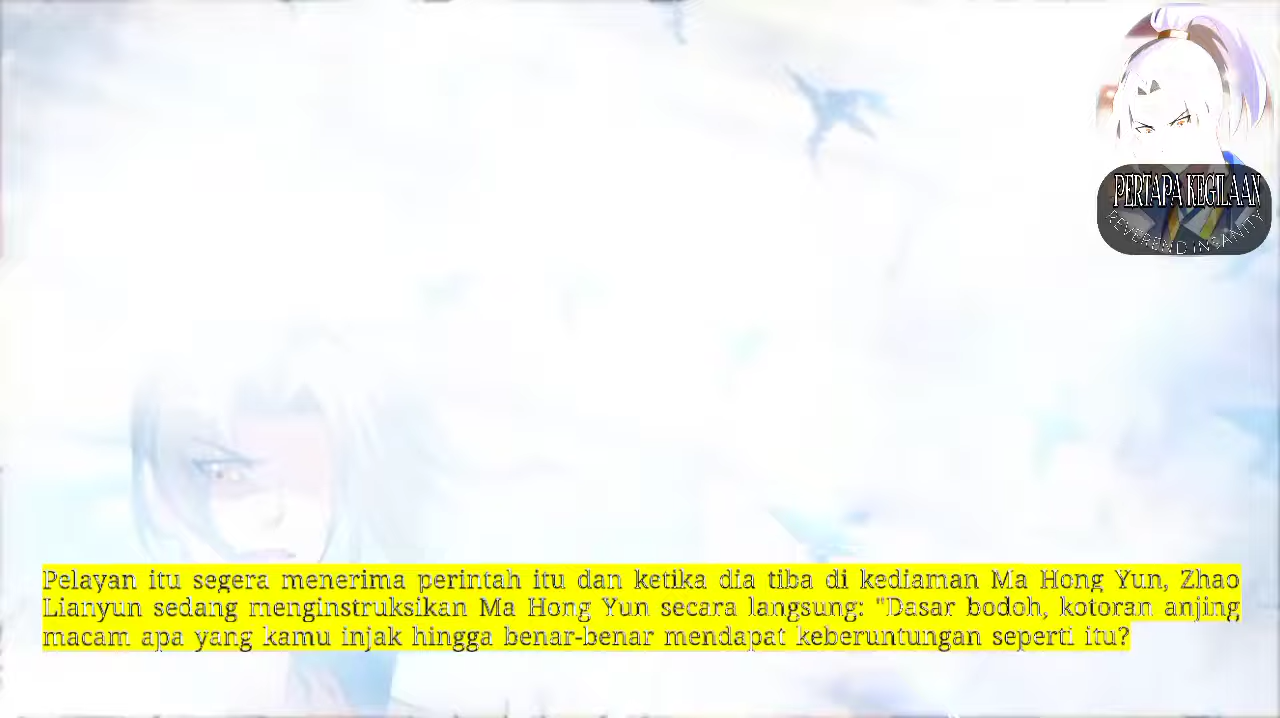 PERTAPA KEGILAAN
REVEREND INSANITY
Pelayan itu segera menerima perintah itu dan ketika dia tiba di kediaman Ma Hong Yun, Zhao
Lianyun sedang menginstruksikan Ma Hong Yun secara langsung: "Dasar bodoh, kotoran anjing
macam apa yang kamu injak hingga benar-benar mendapat keberuntungan seperti itu?